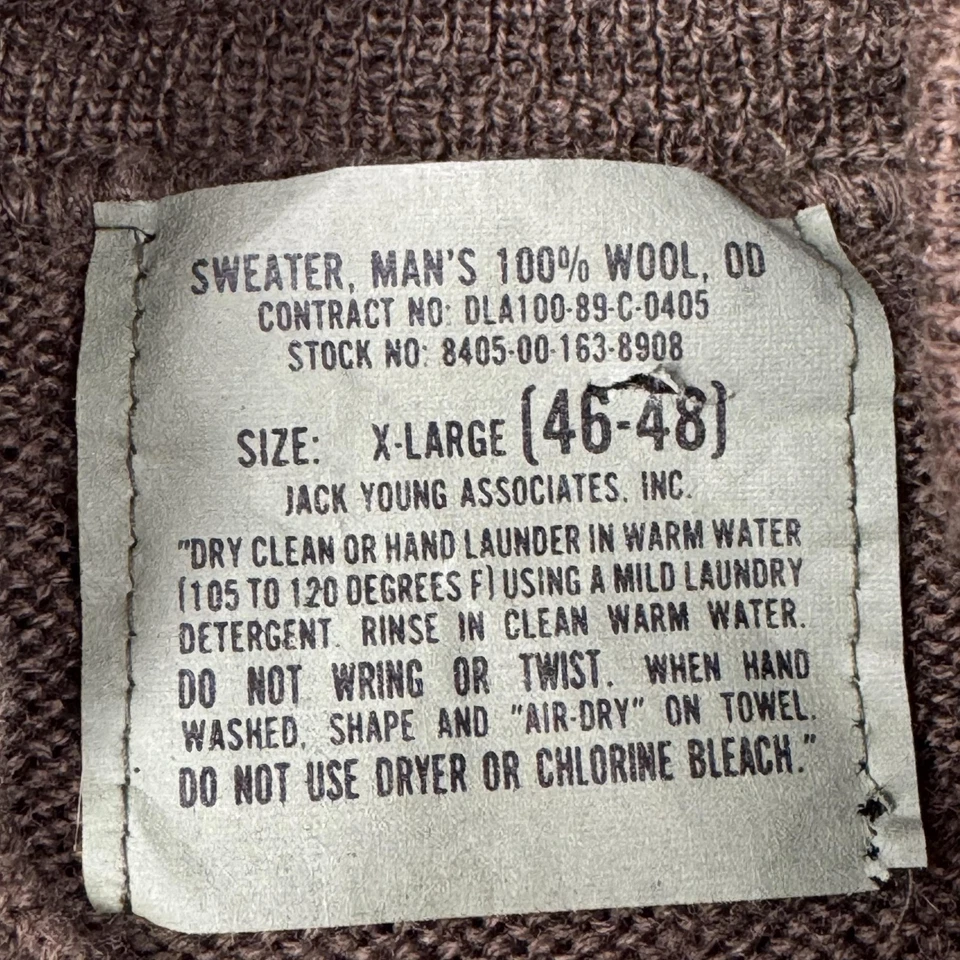 SWEATER, MAN'S 100% WOOL, OD
CONTRACT NO: DLA100-89-C-0405
STOCK NO: 8405-00-163-8908
SIZE: X-LARGE (46-48)
JACK YOUNG ASSOCIATES, INC.
"DRY CLEAN OR HAND LAUNDER IN WARM WATER
(105 TO 120 DEGREES F) USING A MILD LAUNDRY
DETERGENT. RINSE IN CLEAN WARM WATER.
DO NOT WRING OR TWIST. WHEN HAND
WASHED, SHAPE AND "AIR-DRY" ON TOWEL.
DO NOT USE DRYER OR CHLORINE BLEACH."